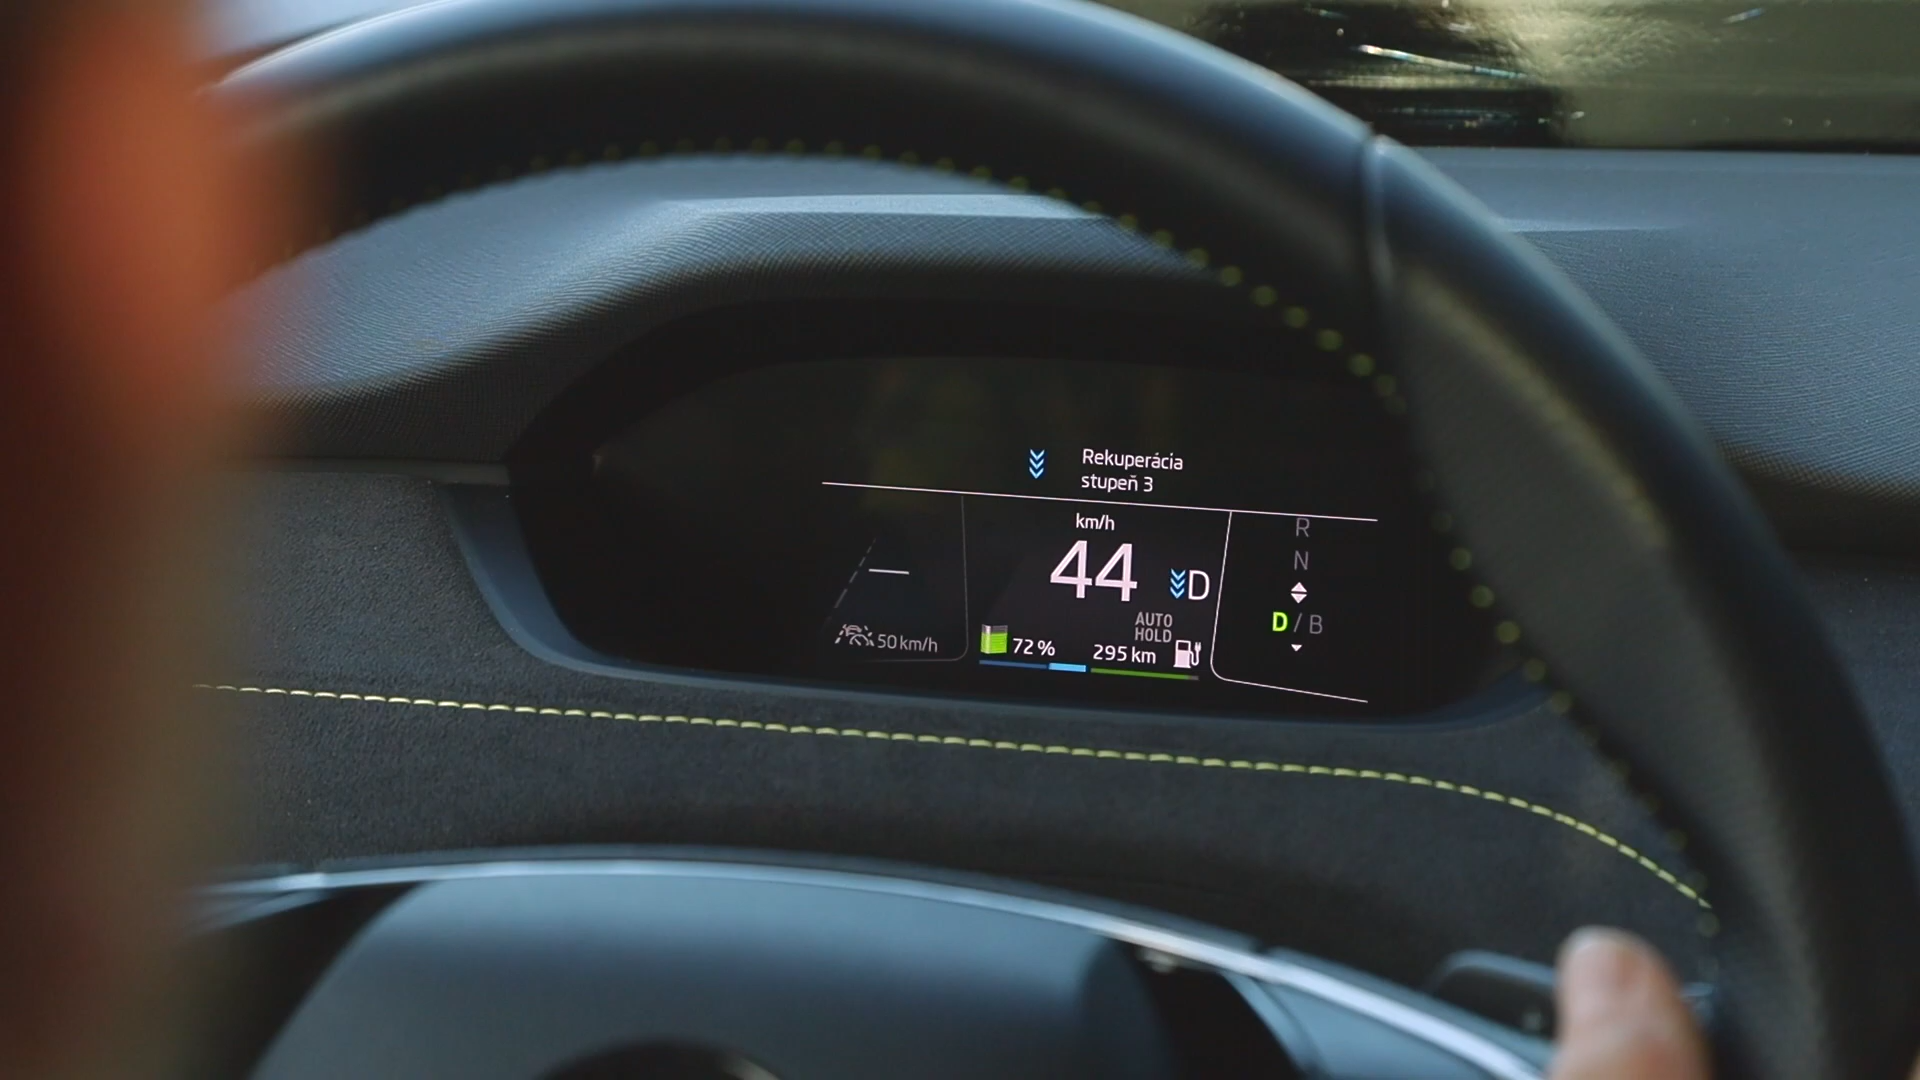 Rekuperácia
stupeň 3
km/h
44
D
R
N
D / B
AUTO
HOLD
50 km/h
72 %
295 km